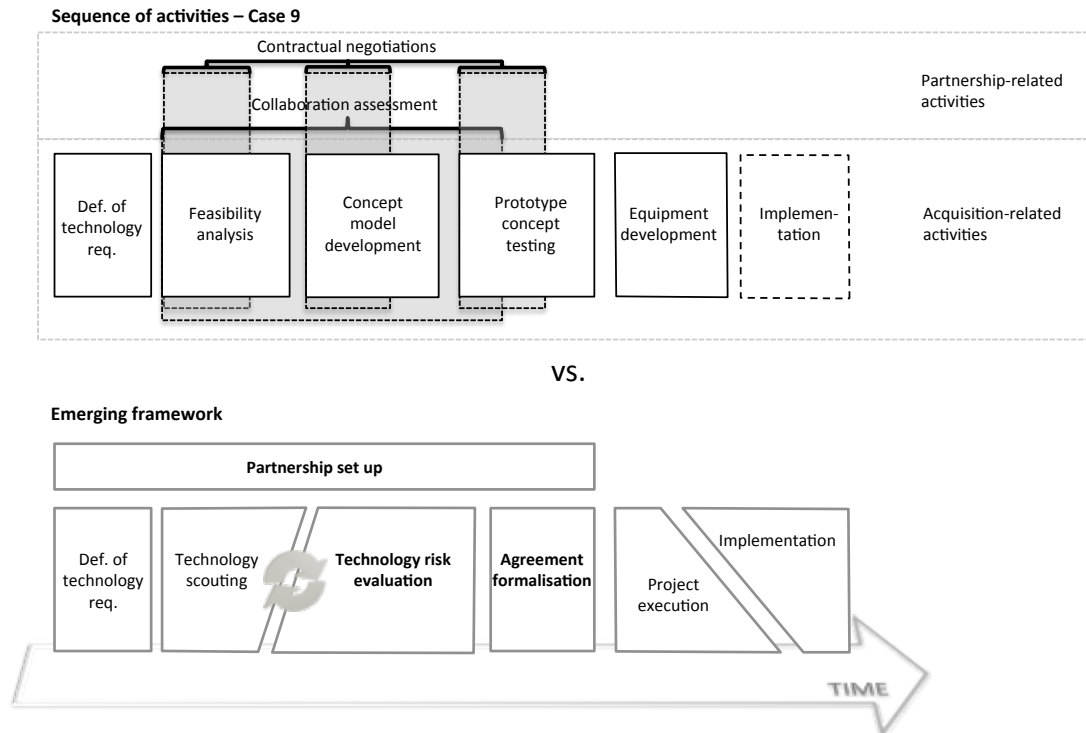 Sequence of activities – Case 9
Contractual negotiations
Partnership-related
activities
Collaboration assessment
Def. of
technology
req.
Feasibility
analysis
Concept
model
development
Prototype
concept
testing
Equipment
development
Implemen-
tation
Acquisition-related
activities
vs.
Emerging framework
Partnership set up
Def. of
technology
req.
Technology
scouting
Technology risk
evaluation
Agreement
formalisation
Project
execution
Implementation
TIME